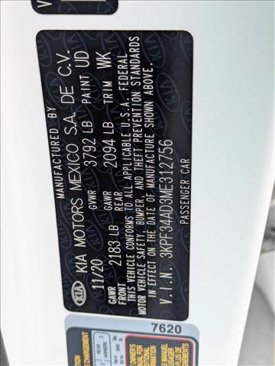 MANUFACTURED BY
KIA MOTORS MEXICO S.A. DE C.V.
11/20 GVWR 3792 LB PAINT UD
GAWR FRONT 2183 LB GAWR REAR 2094 LB TRIM WK
THIS VEHICLE CONFORMS TO ALL APPLICABLE U.S.A. FEDERAL
MOTOR VEHICLE SAFETY, BUMPER, AND THEFT PREVENTION STANDARDS
IN EFFECT ON THE DATE OF MANUFACTURE SHOWN ABOVE.
V.I.N. 3KPF34AD3ME312756
PASSENGER CAR
KIA
7620